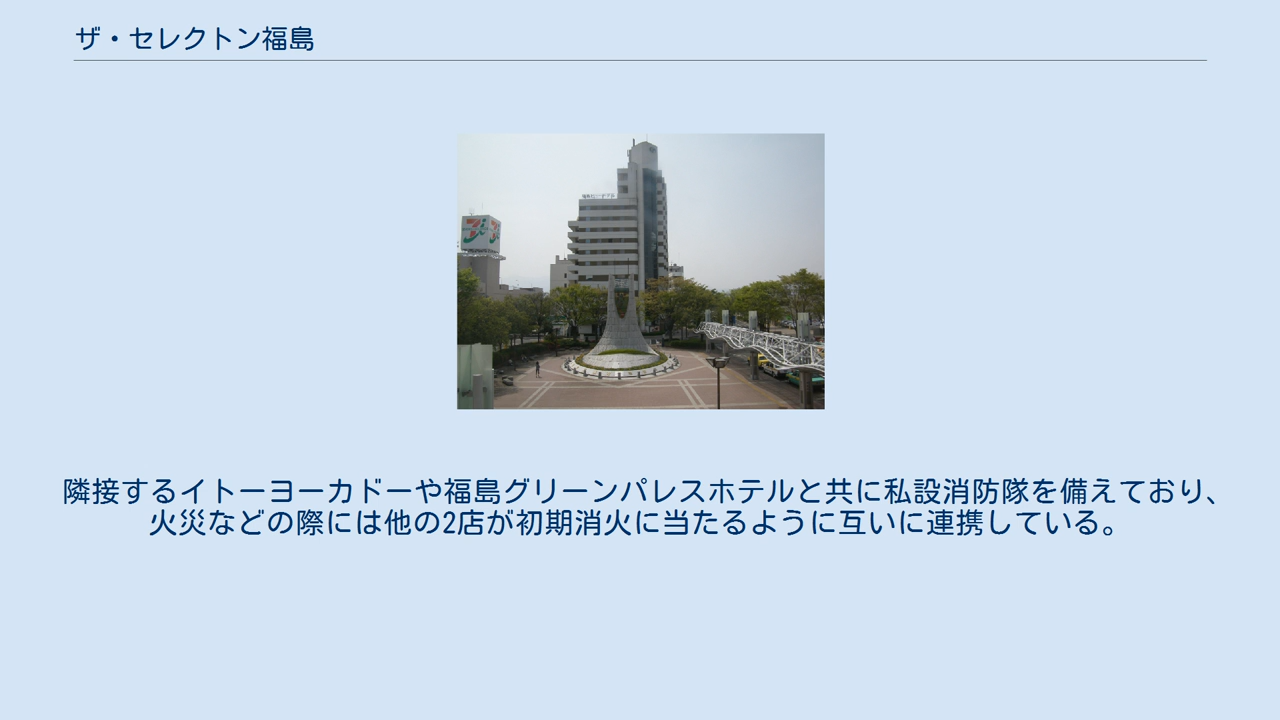 ザ・セレクトン福島
隣接するイトーヨーカドーや福島グリーンパレスホテルと共に私設消防隊を備えており、
火災などの際には他の2店が初期消火に当たるように互いに連携している。